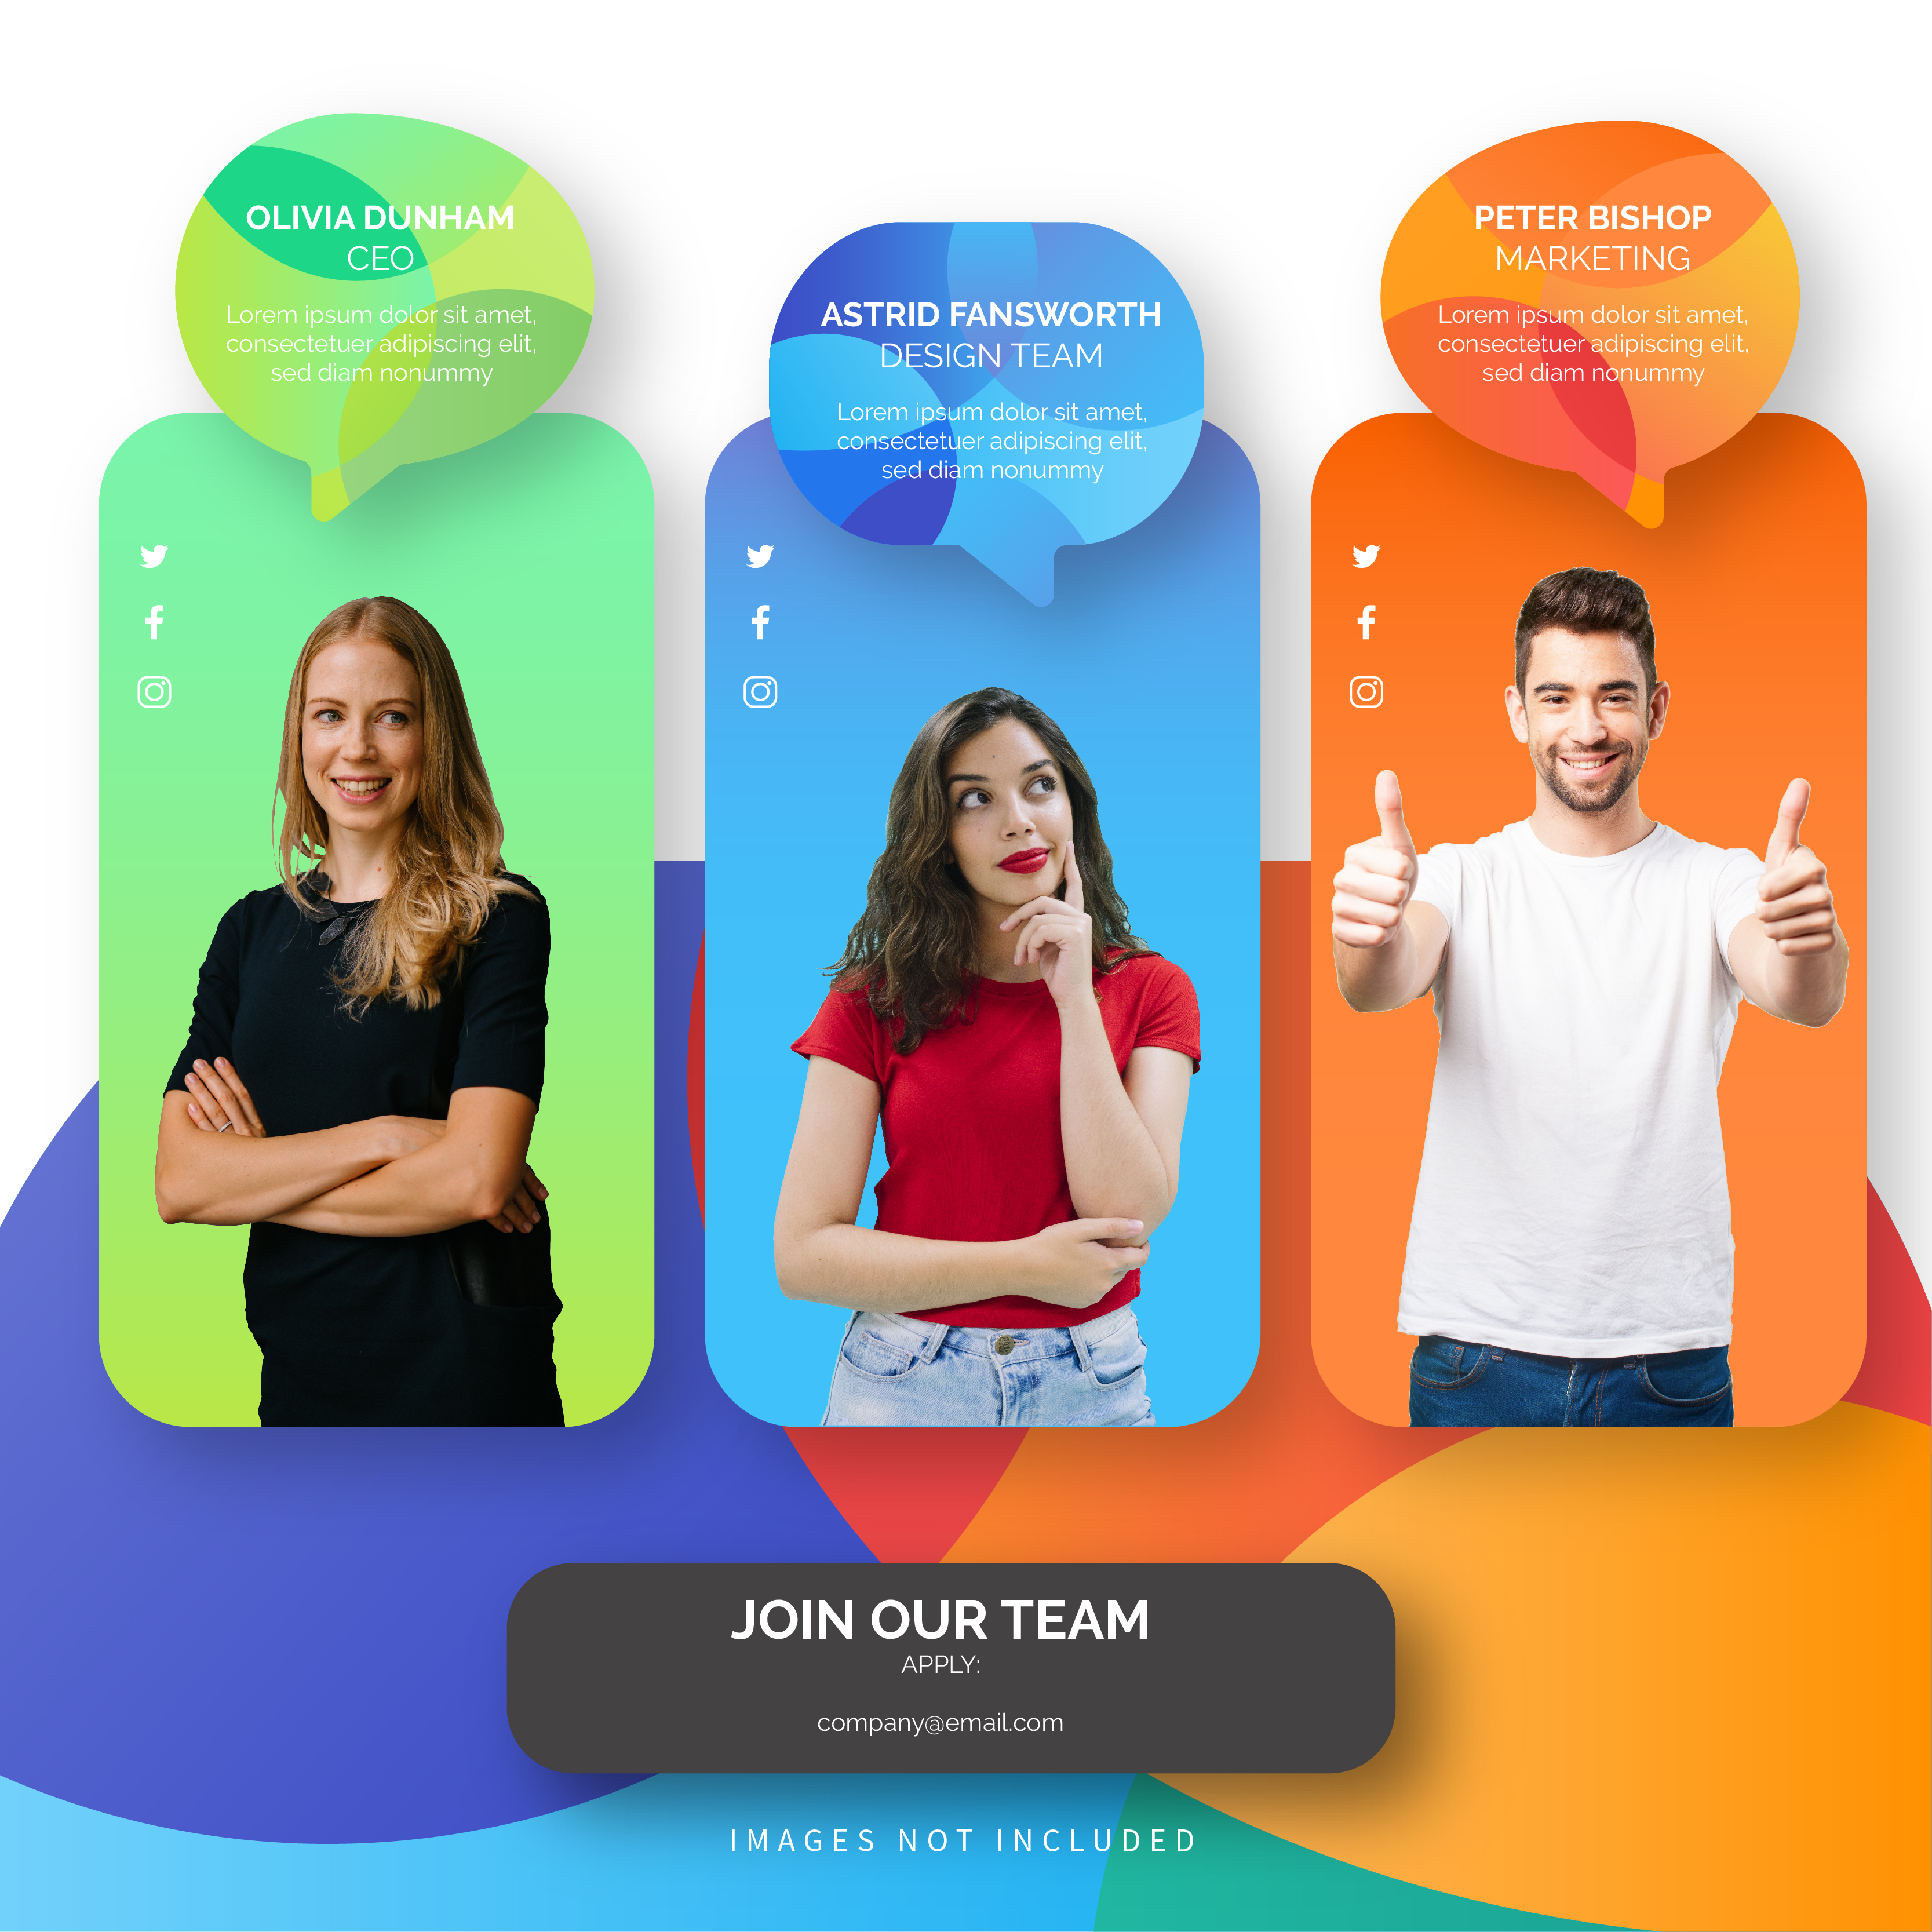 OLIVIA DUNHAM
CEO
Lorem ipsum dolor sit amet,
consectetuer adipiscing elit,
sed diam nonummy
ASTRID FANSWORTH
DESIGN TEAM
Lorem ipsum dolor sit amet,
consectetuer adipiscing elit,
sed diam nonummy
PETER BISHOP
MARKETING
Lorem ipsum dolor sit amet,
consectetuer adipiscing elit,
sed diam nonummy
JOIN OUR TEAM
APPLY:
company@email.com
IMAGES NOT INCLUDED